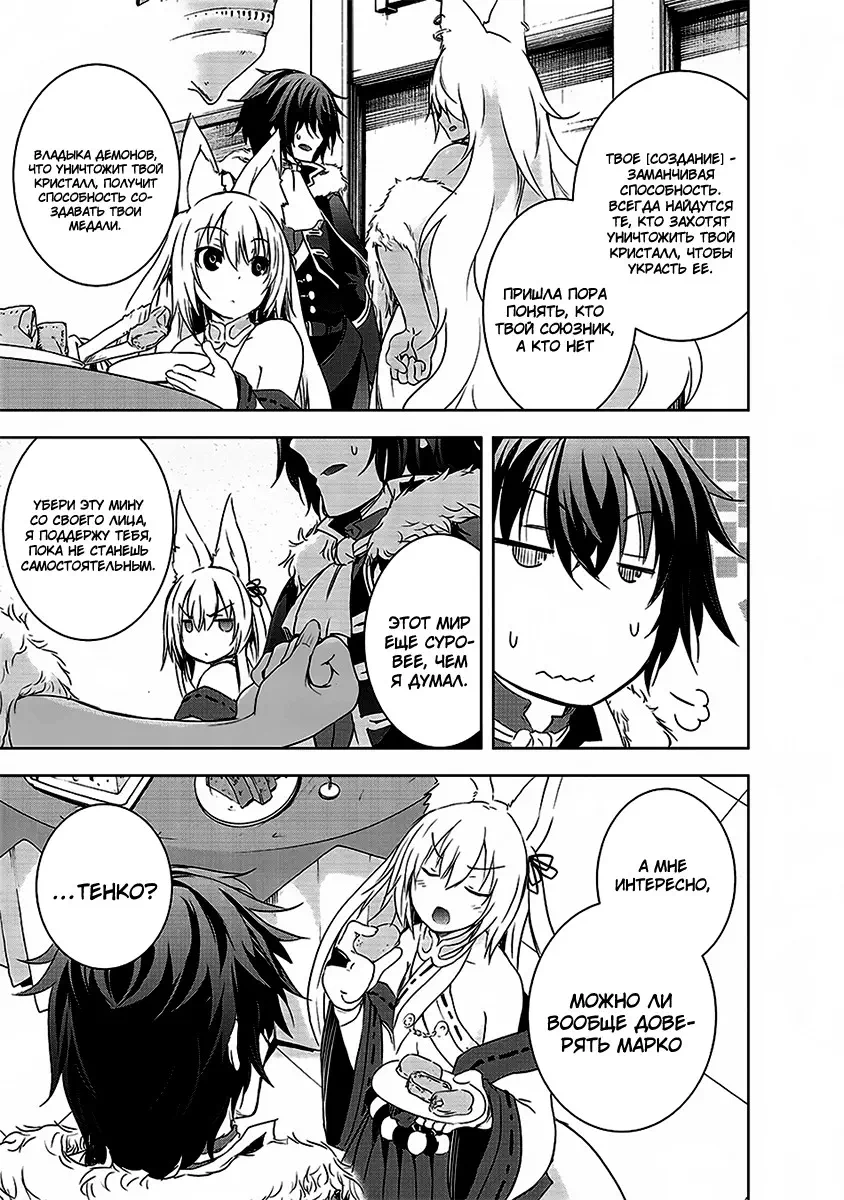 ТВОЕ [СОЗДАНИЕ] -
ЗАМАНЧИВАЯ
СПОСОБНОСТЬ.
ВСЕГДА НАЙДУТСЯ
ТЕ, КТО ЗАХОТЯТ
УНИЧТОЖИТЬ ТВОЙ
КРИСТАЛЛ, ЧТОБЫ
УКРАСТЬ ЕЕ.
ПРИШЛА ПОРА
ПОНЯТЬ, КТО
ТВОЙ СОЮЗНИК,
А КТО НЕТ
ВЛАДЫКА ДЕМОНОВ,
ЧТО УНИЧТОЖИТ ТВОЙ
КРИСТАЛЛ, ПОЛУЧИТ
СПОСОБНОСТЬ СО-
ЗДАВАТЬ ТВОИ
МЕДАЛИ.
ЭТОТ МИР
ЕЩЕ СУРО-
ВЕЕ, ЧЕМ
Я ДУМАЛ.
УБЕРИ ЭТУ МИНУ
СО СВОЕГО ЛИЦА,
Я ПОДДЕРЖУ ТЕБЯ,
ПОКА НЕ СТАНЕШЬ
САМОСТОЯТЕЛЬНЫМ.
А МНЕ
ИНТЕРЕСНО,
МОЖНО ЛИ
ВООБЩЕ ДОВЕ-
РЯТЬ МАРКО
...ТЕНКО?